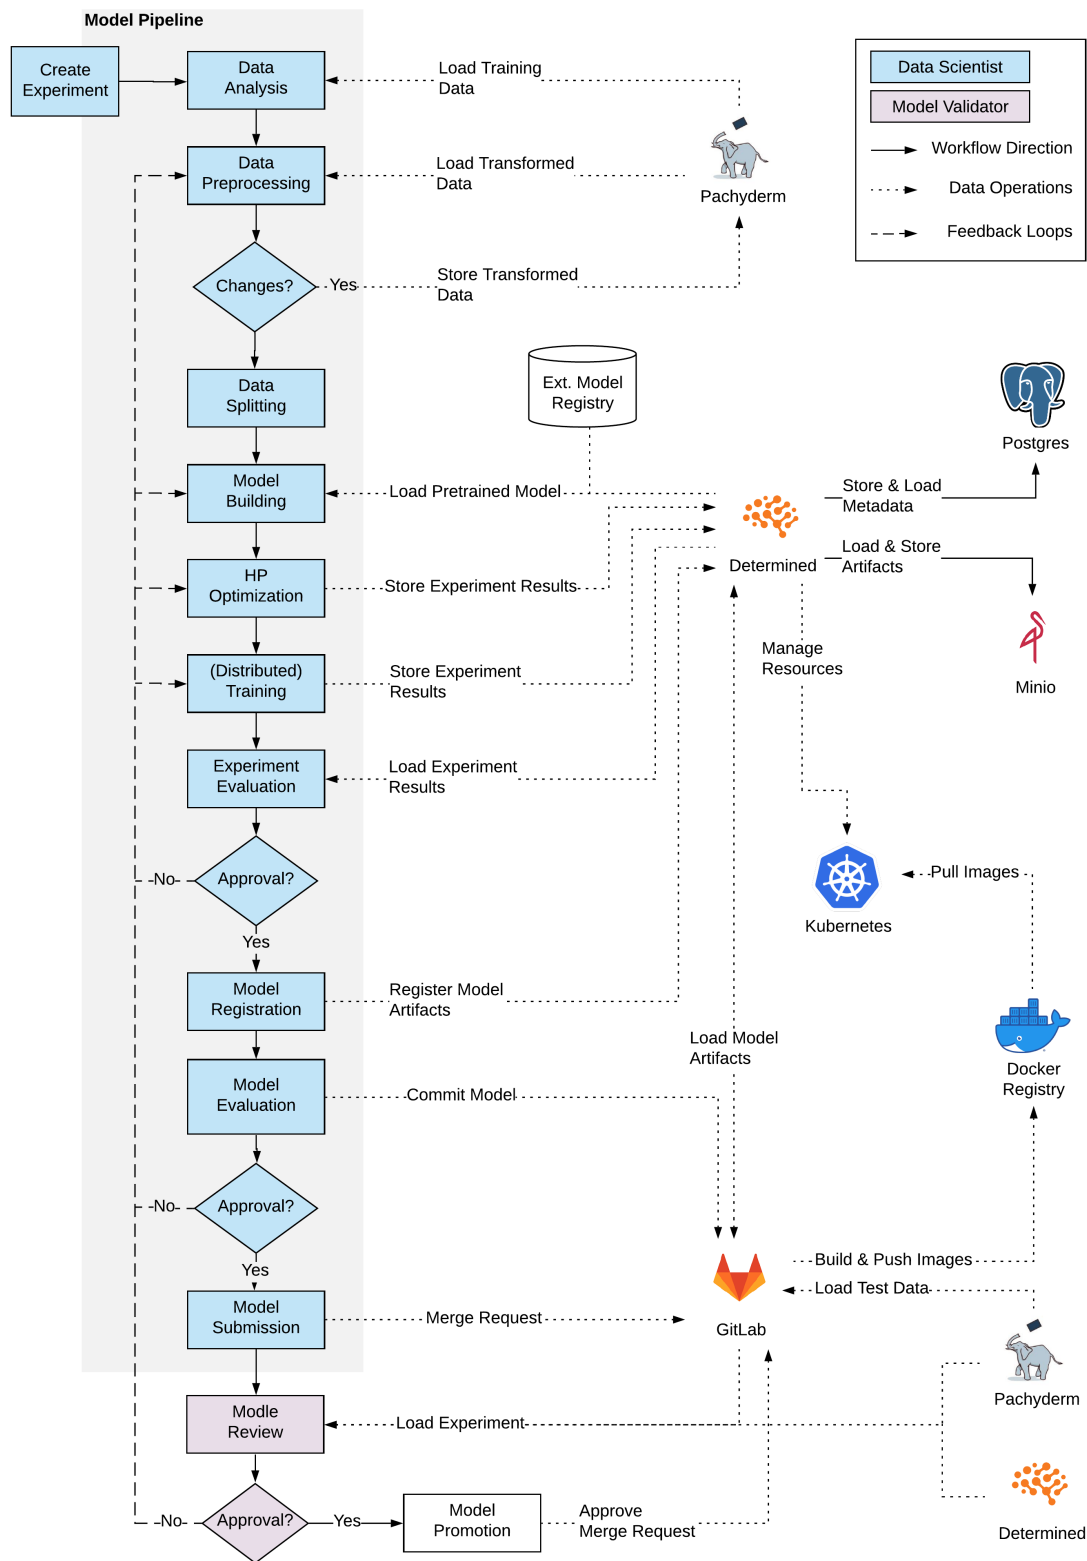 Model Pipeline
Create
Experiment
Data
Analysis
Load Training
Data
Data Scientist
Model Validator
Workflow Direction
Data Operations
Feedback Loops
Data
Preprocessing
Load Transformed
Data
Pachyderm
Changes?
Yes
Store Transformed
Data
Data
Splitting
Ext. Model
Registry
Postgres
Model
Building
Load Pretrained Model
Store & Load
Metadata
Determined
Load & Store
Artifacts
HP
Optimization
Store Experiment Results
Manage
Resources
Minio
(Distributed)
Training
Store Experiment
Results
Experiment
Evaluation
Load Experiment
Results
No
Approval?
Yes
Pull Images
Kubernetes
Model
Registration
Register Model
Artifacts
Load Model
Artifacts
Docker
Registry
Model
Evaluation
Commit Model
No
Approval?
Yes
Build & Push Images
Load Test Data
Model
Submission
Merge Request
GitLab
Pachyderm
Modle
Review
Load Experiment
No
Approval?
Yes
Model
Promotion
Approve
Merge Request
Determined